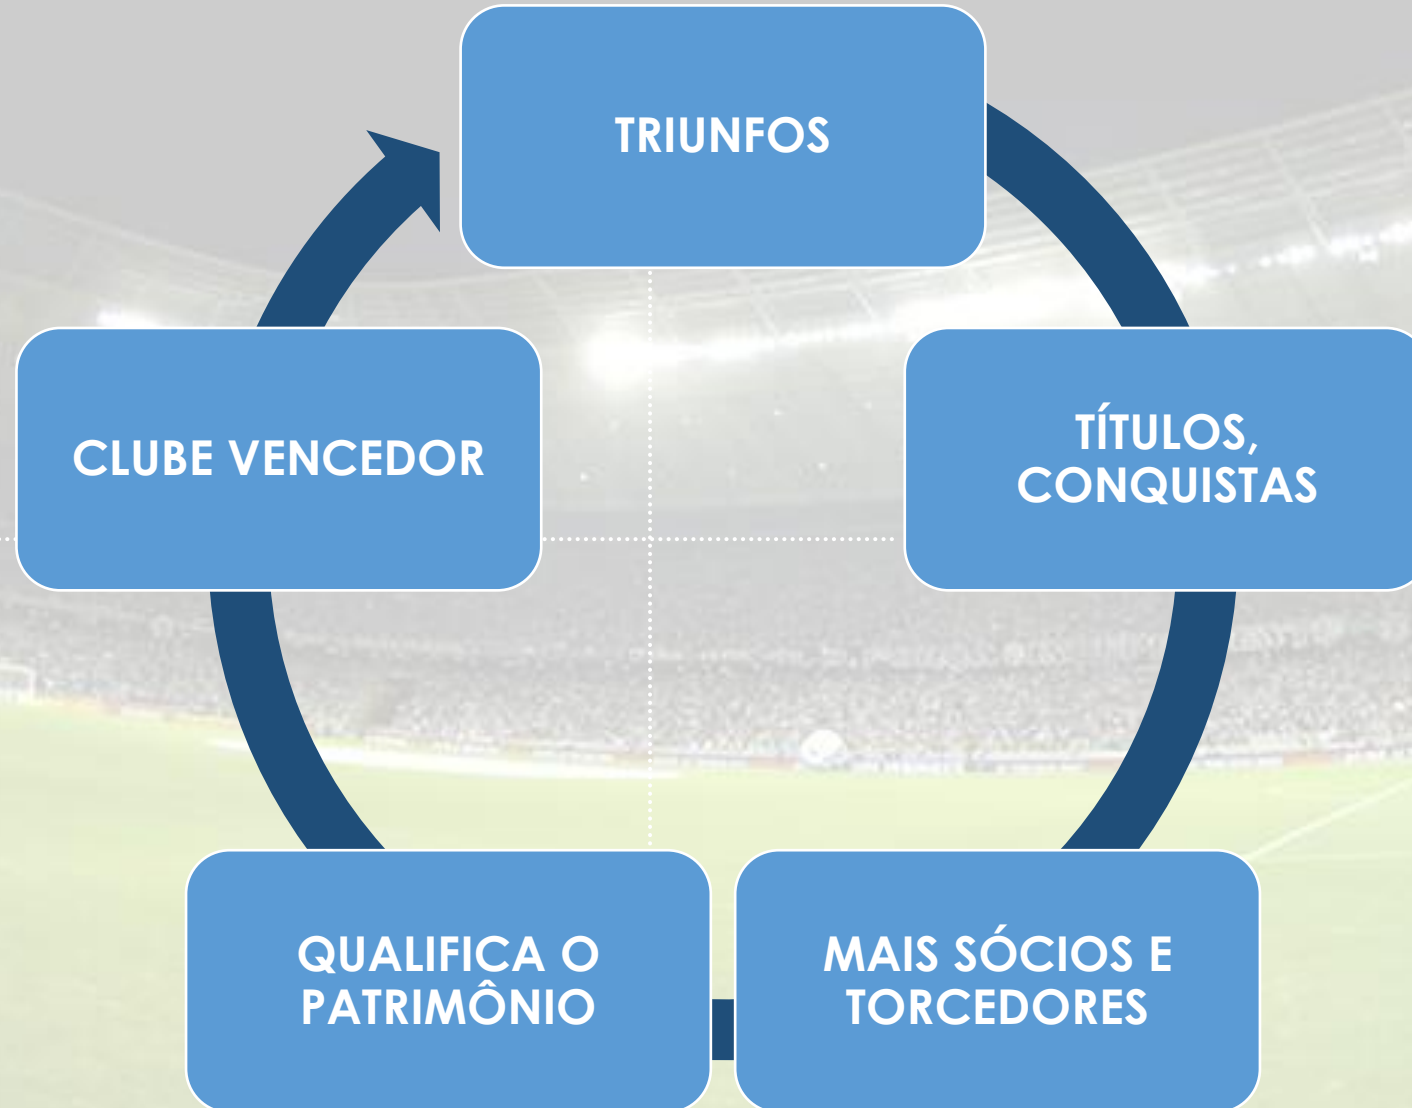 TRIUNFOS
TÍTULOS,
CONQUISTAS
MAIS SÓCIOS E
TORCEDORES
QUALIFICA O
PATRIMÔNIO
CLUBE VENCEDOR